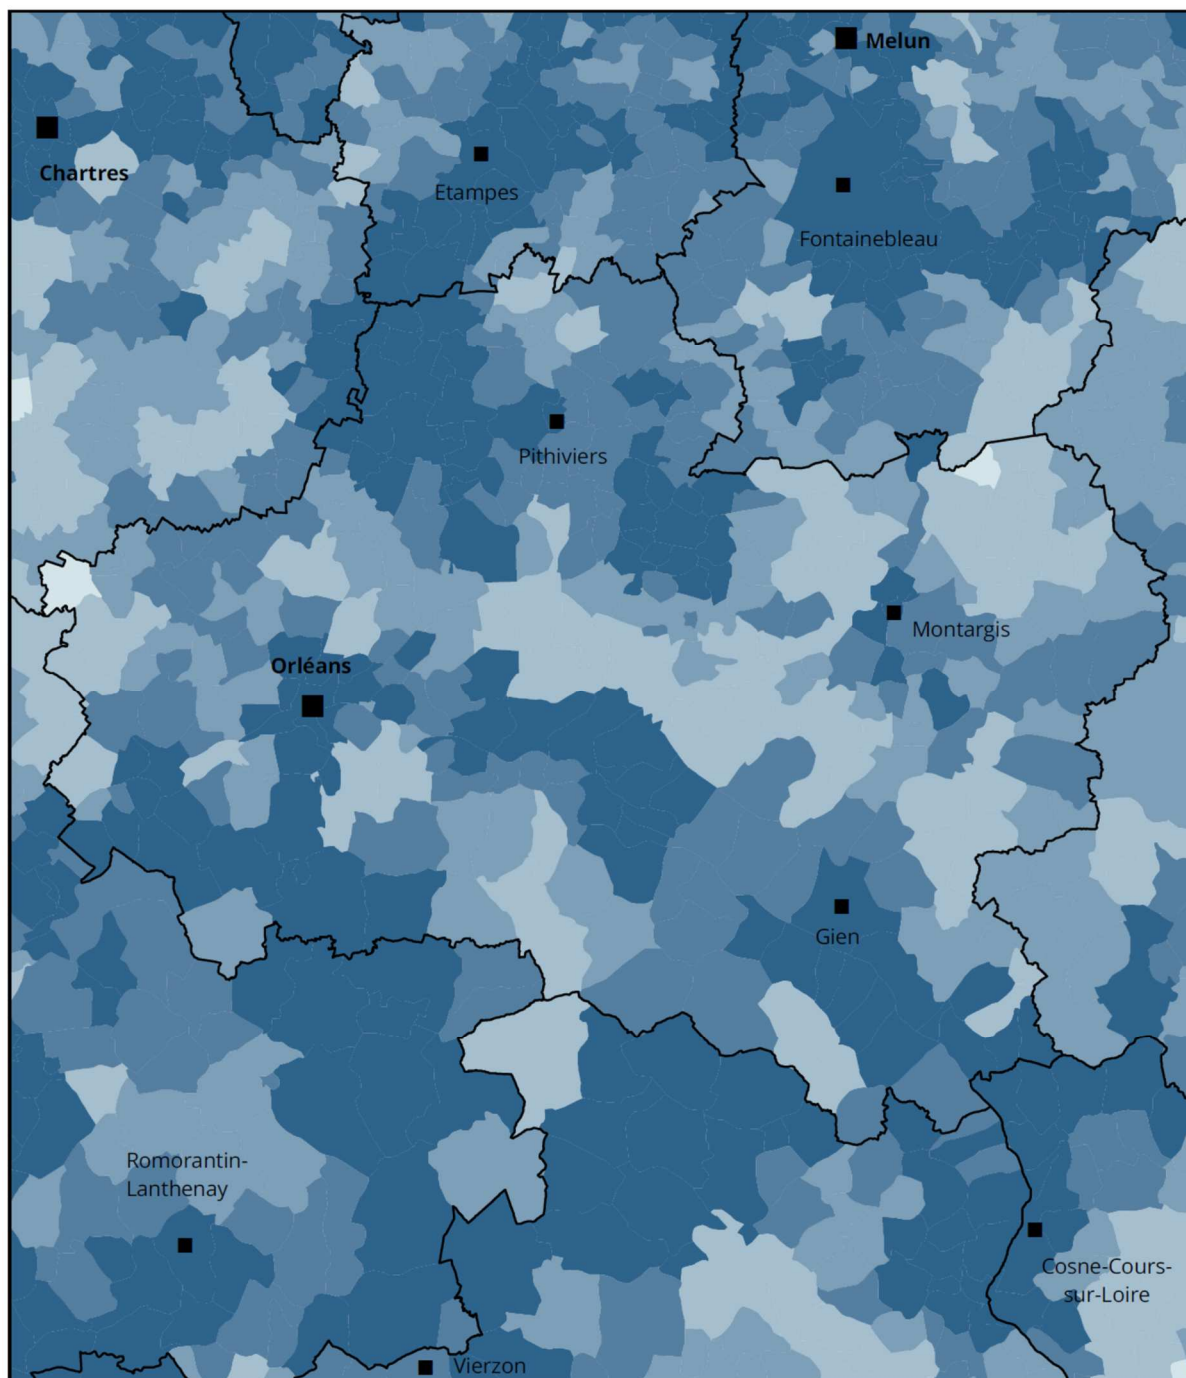 Melun
Chartres
Etampes
Fontainebleau
Pithiviers
Montargis
Orléans
Gien
Romorantin-
Lanthenay
Cosne-Cours-
sur-Loire
Vierzon